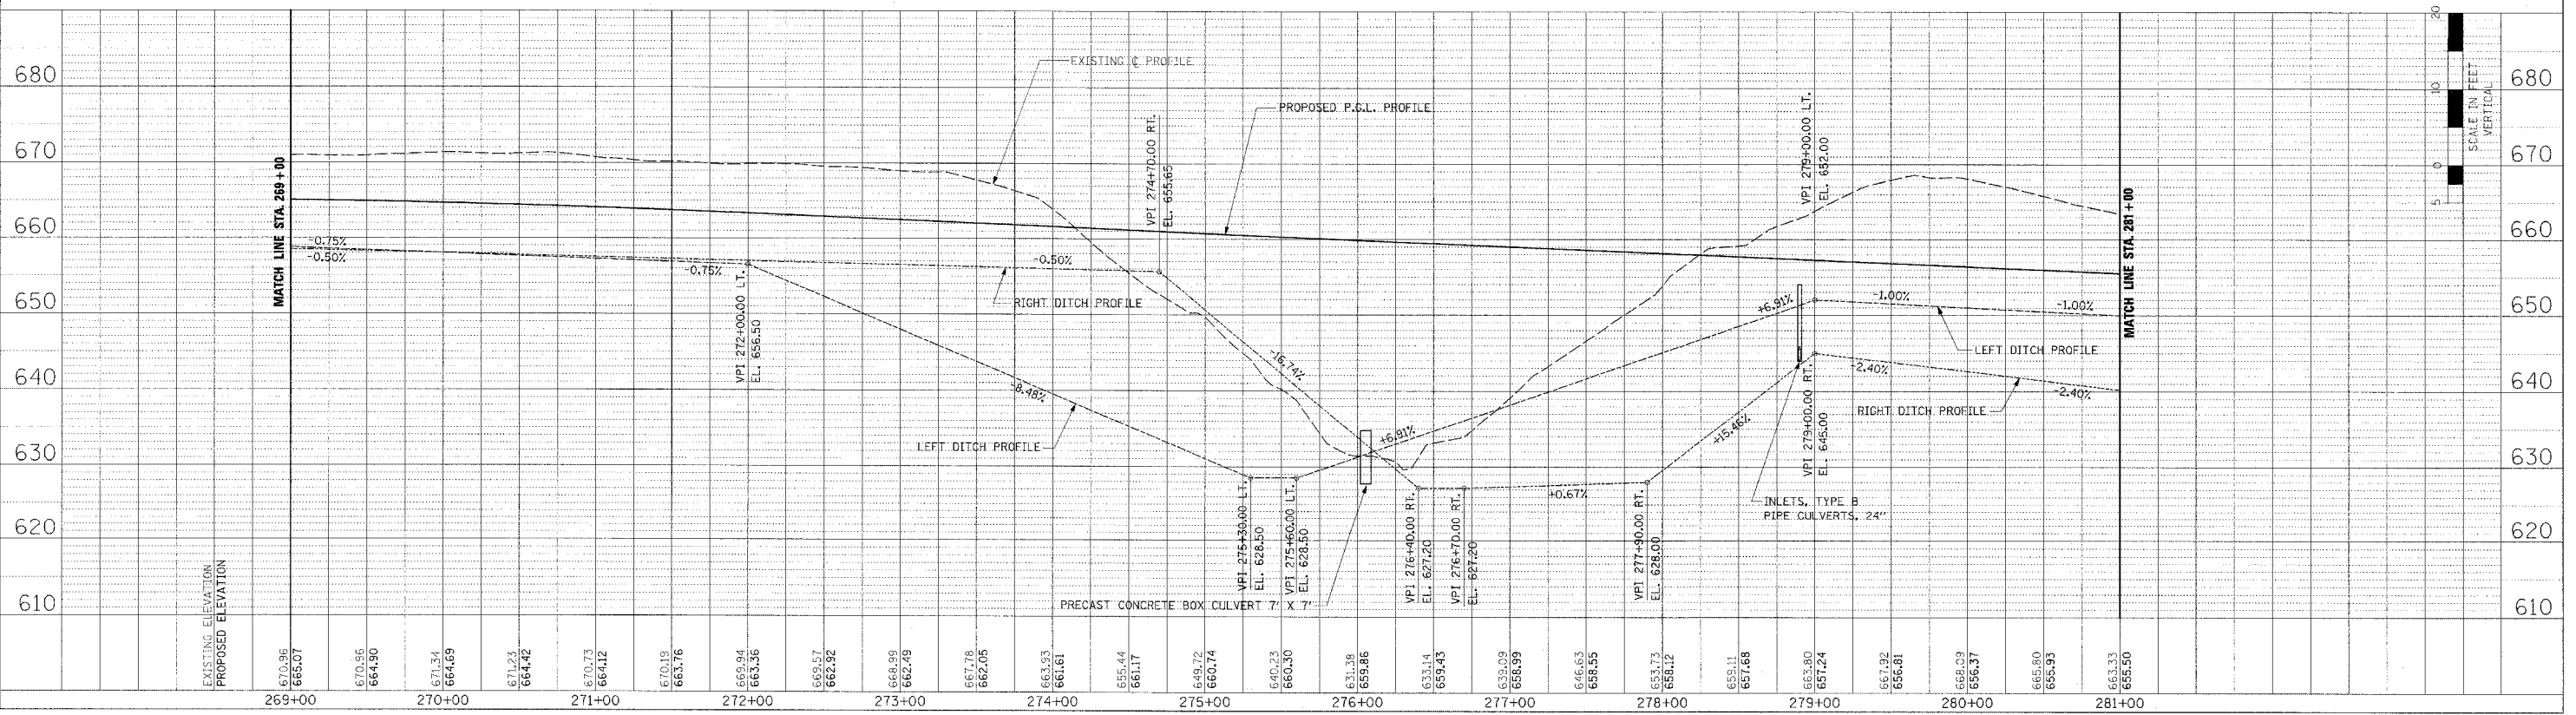 680
670
660
650
640
630
620
610
680
670
660
650
640
630
620
610
20
10
0
5
SCALE IN FEET
VERTICAL
MATCH LINE STA. 269+00
MATCH LINE STA. 281+00
EXISTING ℄ PROFILE
PROPOSED P.G.L. PROFILE
-0.75%
-0.50%
-0.75%
-0.50%
RIGHT DITCH PROFILE
VPI 272+00.00 LT.
EL. 656.50
VPI 274+70.00 RT.
EL. 655.65
-8.48%
LEFT DITCH PROFILE
-16.74%
VPI 275+30.00 LT.
EL. 628.50
VPI 275+60.00 LT.
EL. 628.50
PRECAST CONCRETE BOX CULVERT 7' X 7'
+6.91%
VPI 276+40.00 RT.
EL. 627.20
VPI 276+70.00 RT.
EL. 627.20
+0.67%
VPI 277+90.00 RT.
EL. 628.00
+15.46%
+6.91%
VPI 279+00.00 LT.
EL. 652.00
VPI 279+00.00 RT.
EL. 645.00
INLETS, TYPE B
PIPE CULVERTS, 24"
-1.00%
-1.00%
LEFT DITCH PROFILE
-2.40%
RIGHT DITCH PROFILE
-2.40%
EXISTING ELEVATION
PROPOSED ELEVATION
670.96
665.07
670.96
664.90
671.34
664.69
671.23
664.42
670.73
664.12
670.19
663.76
669.94
663.36
669.57
662.92
668.99
662.49
667.78
662.05
663.93
661.61
655.44
661.17
649.72
660.74
640.23
660.30
631.38
659.86
633.14
659.43
639.09
658.99
646.63
658.55
653.73
658.12
659.11
657.68
663.80
657.24
667.92
656.81
668.09
656.37
665.80
655.93
663.33
655.50
269+00
270+00
271+00
272+00
273+00
274+00
275+00
276+00
277+00
278+00
279+00
280+00
281+00